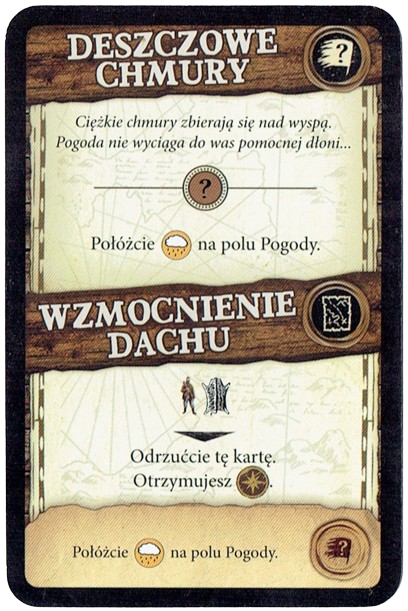 DESZCZOWE
CHMURY
?
Ciężkie chmury zbierają się nad wyspą.
Pogoda nie wyciąga do was pomocnej dłoni...
?
Połóżcie na polu Pogody.
WZMOCNIENIE
DACHU
Odrzućcie tę kartę.
Otrzymujesz .
Połóżcie na polu Pogody.
?